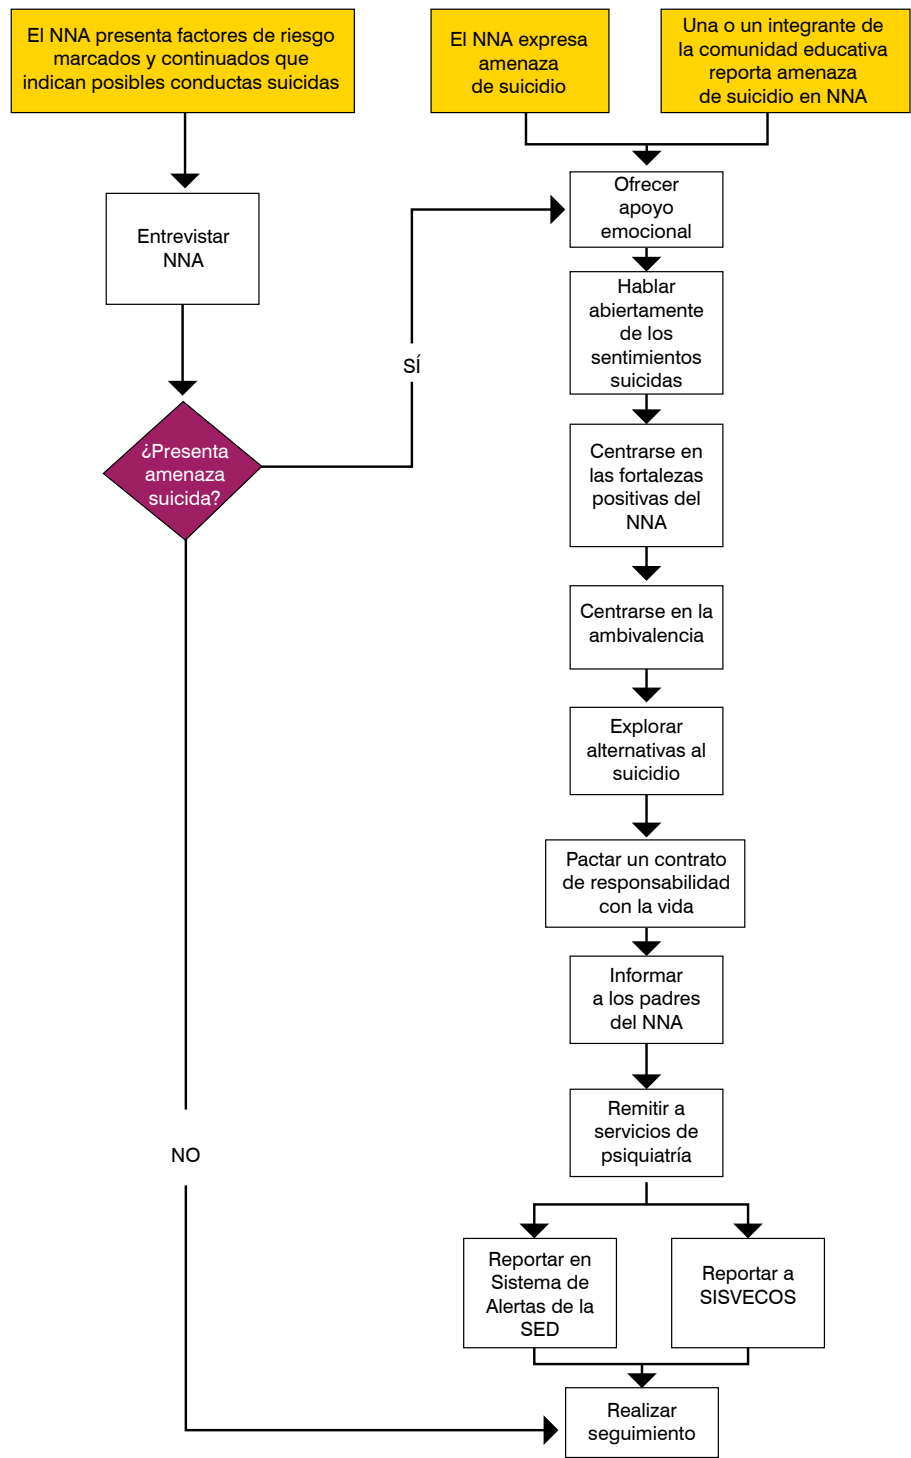 El NNA presenta factores de riesgo
marcados y continuados que
indican posibles conductas suicidas
El NNA expresa
amenaza
de suicidio
Una o un integrante de
la comunidad educativa
reporta amenaza
de suicidio en NNA
Entrevistar
NNA
¿Presenta
amenaza
suicida?
SÍ
NO
Ofrecer
apoyo
emocional
Hablar
abiertamente
de los
sentimientos
suicidas
Centrarse en
las fortalezas
positivas del
NNA
Centrarse en la
ambivalencia
Explorar
alternativas al
suicidio
Pactar un contrato
de responsabilidad
con la vida
Informar
a los padres
del NNA
Remitir a
servicios de
psiquiatría
Reportar en
Sistema de
Alertas de la
SED
Reportar a
SISVECOS
Realizar
seguimiento